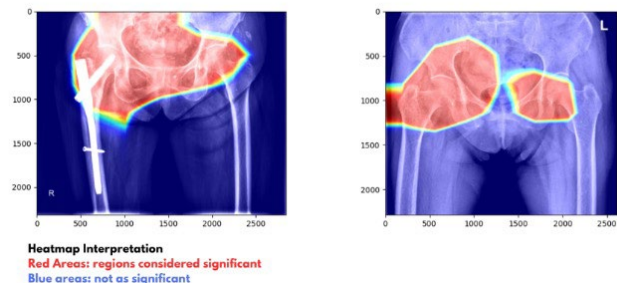 L
0
500
1000
1500
2000
R
0 500 1000 1500 2000 2500
0
500
1000
1500
2000
0 500 1000 1500 2000 2500
Heatmap Interpretation
Red Areas: regions considered significant
Blue areas: not as significant